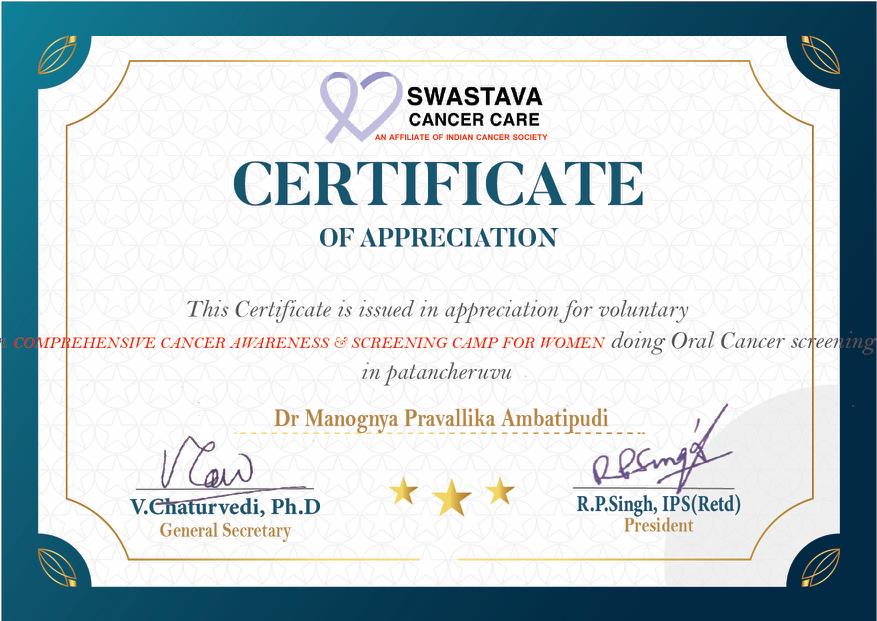 SWASTAVA
CANCER CARE
AN AFFILIATE OF INDIAN CANCER SOCIETY
CERTIFICATE
OF APPRECIATION
This Certificate is issued in appreciation for voluntary
COMPREHENSIVE CANCER AWARENESS & SCREENING CAMP FOR WOMEN doing Oral Cancer screening
in patancheruvu
Dr Manognya Pravallika Ambatipudi
R.P.Singh
V.Chaturvedi, Ph.D
General Secretary
R.P.Singh, IPS(Retd)
President